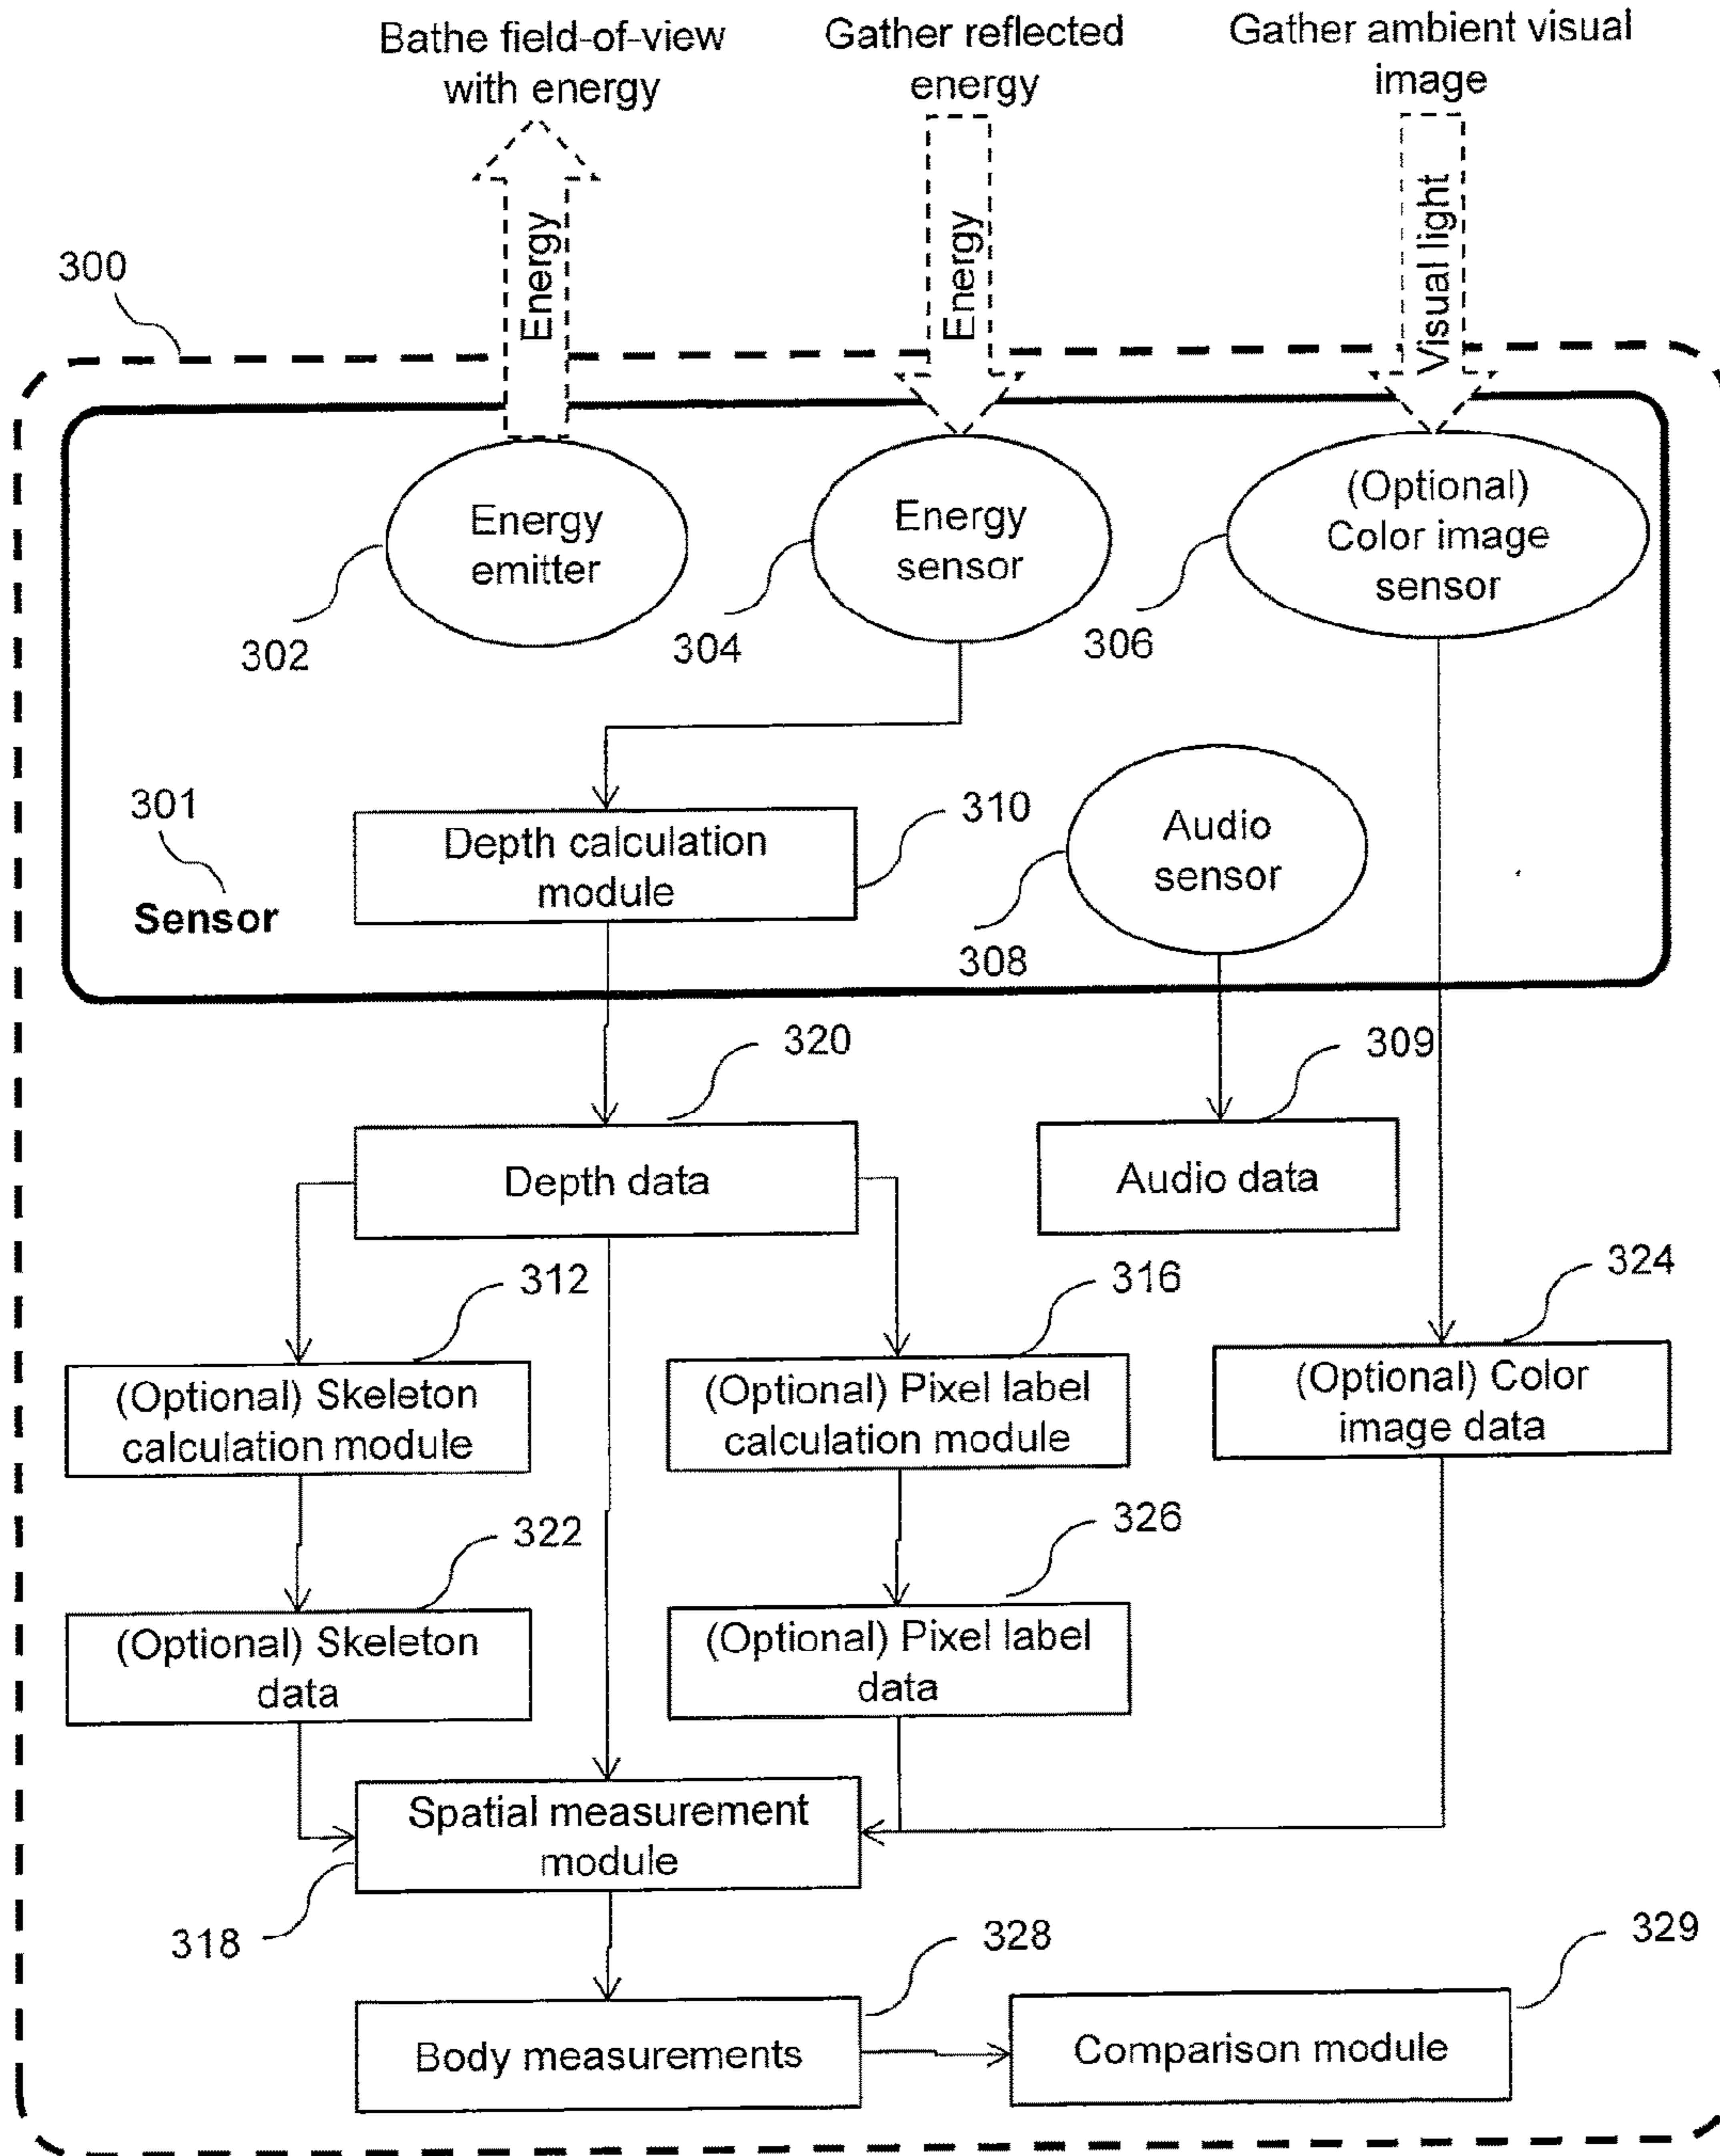 Bathe field-of-view
with energy
Gather reflected
energy
Gather ambient visual
image
Energy
Energy
Visual light
300
Energy
emitter
302
Energy
sensor
304
(Optional)
Color image
sensor
306
301
Sensor
Depth calculation
module
310
Audio
sensor
308
320
309
Depth data
Audio data
312
316
324
(Optional) Skeleton
calculation module
(Optional) Pixel label
calculation module
(Optional) Color
image data
322
326
(Optional) Skeleton
data
(Optional) Pixel label
data
Spatial measurement
module
318
328
329
Body measurements
Comparison module